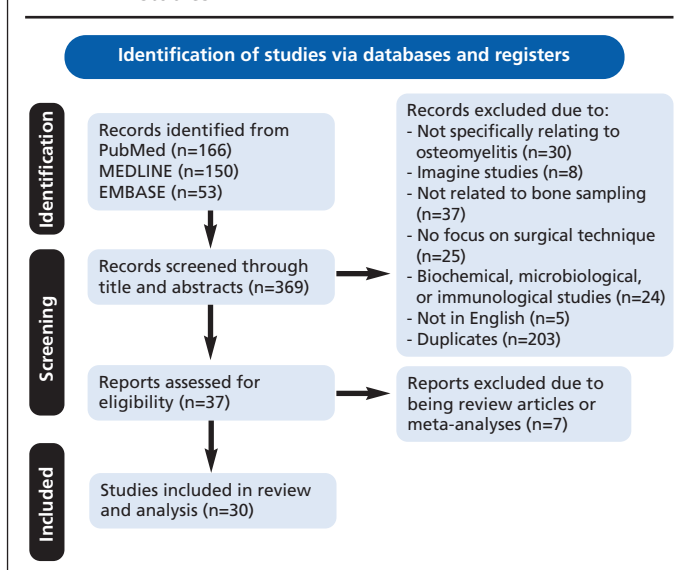 Identification of studies via databases and registers
Identification
Records identified from
PubMed (n=166)
MEDLINE (n=150)
EMBASE (n=53)
Records excluded due to:
- Not specifically relating to
osteomyelitis (n=30)
- Imagine studies (n=8)
- Not related to bone sampling
(n=37)
- No focus on surgical technique
(n=25)
- Biochemical, microbiological,
or immunological studies (n=24)
- Not in English (n=5)
- Duplicates (n=203)
Screening
Records screened through
title and abstracts (n=369)
Reports assessed for
eligibility (n=37)
Reports excluded due to
being review articles or
meta-analyses (n=7)
Included
Studies included in review
and analysis (n=30)